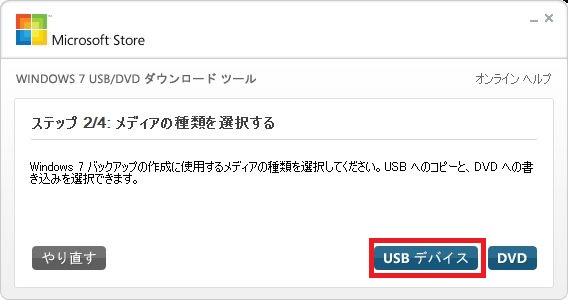 Microsoft Store
WINDOWS 7 USB/DVD ダウンロード ツール
オンライン ヘルプ
ステップ 2/4: メディアの種類を選択する
Windows 7 バックアップの作成に使用するメディアの種類を選択してください。USB へのコピーと、DVD への書
き込みを選択できます。
やり直す
USB デバイス
DVD